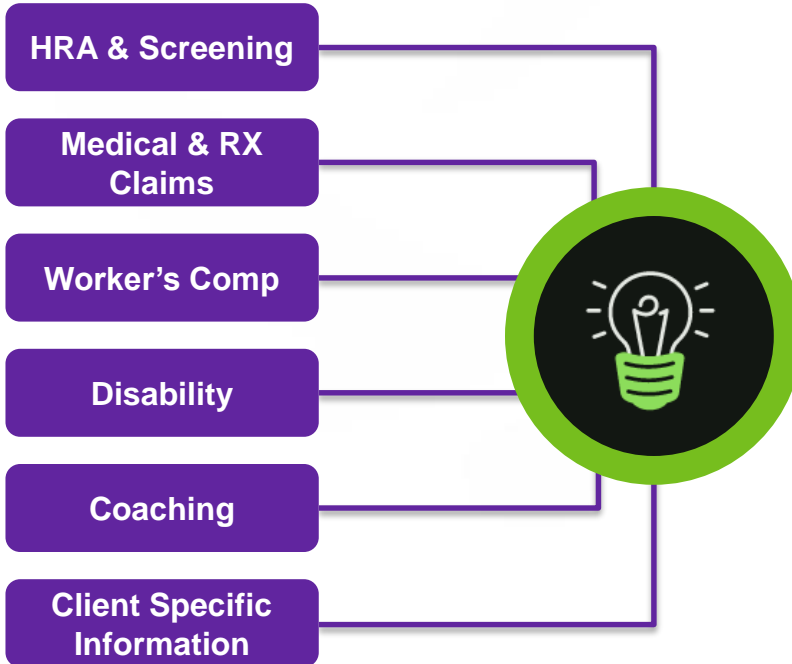 HRA & Screening
Medical & RX
Claims
Worker’s Comp
Disability
Coaching
Client Specific
Information